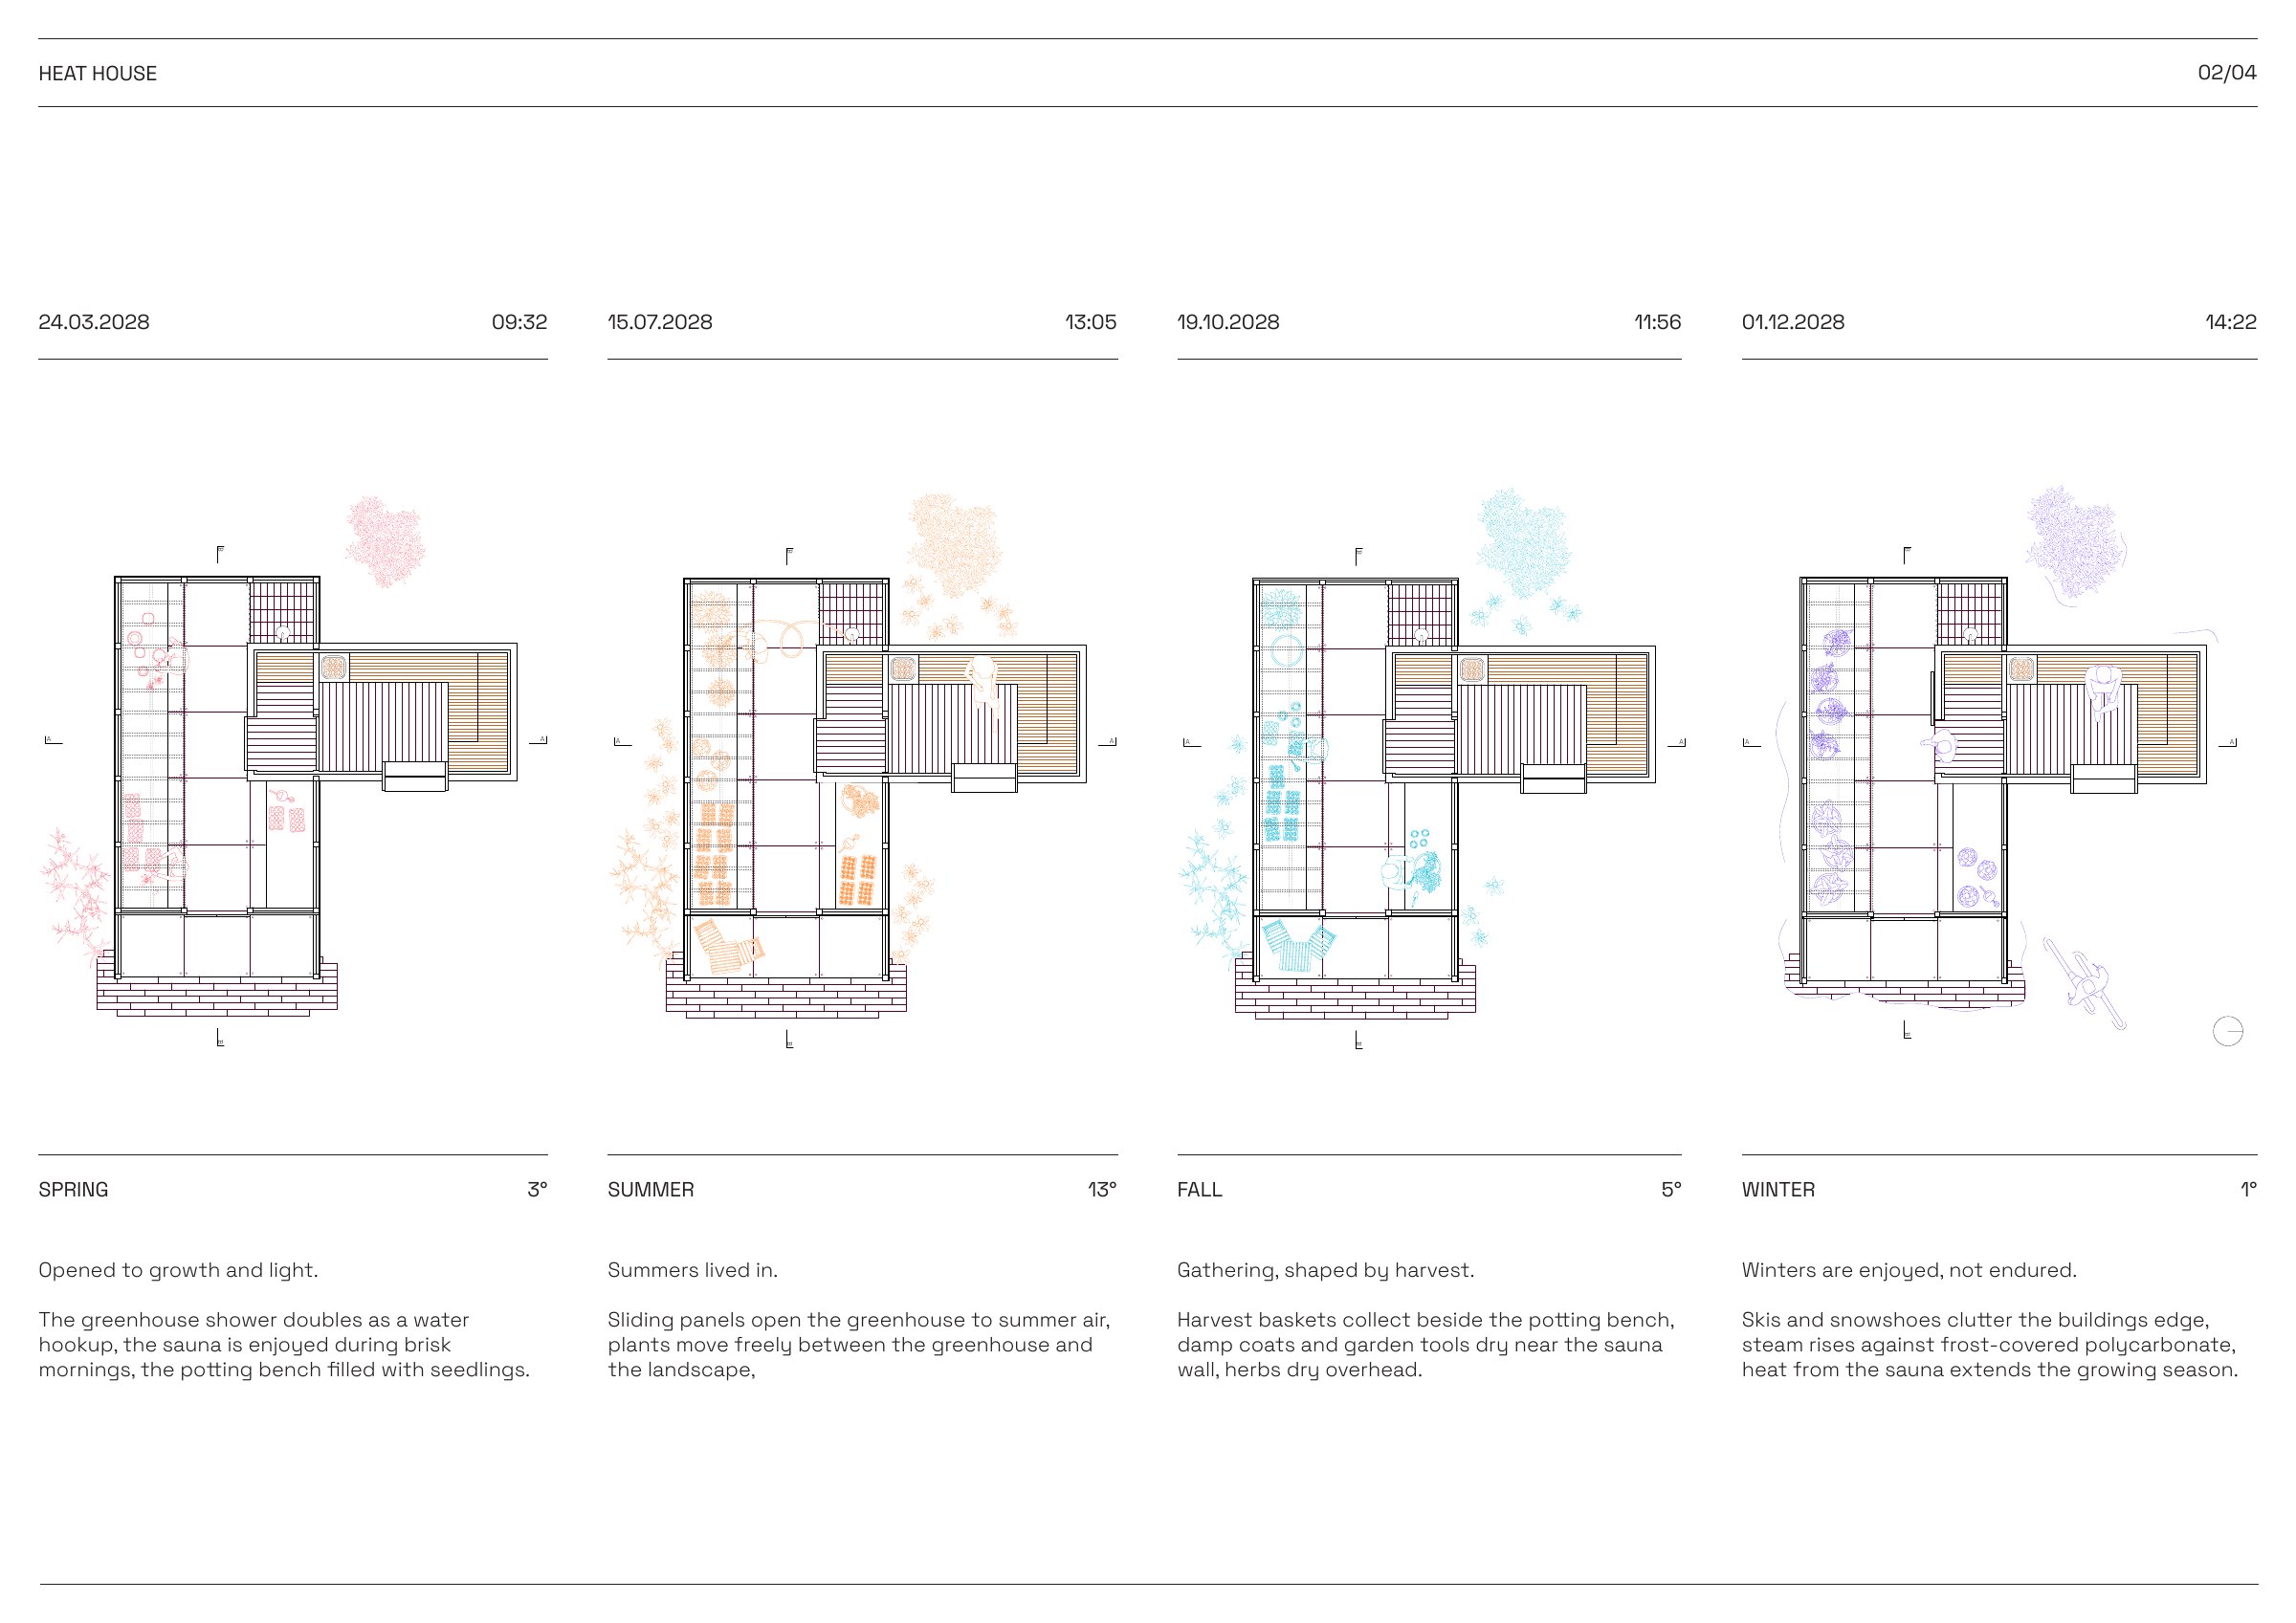 HEAT HOUSE
02/04
24.03.2028
09:32
15.07.2028
13:05
19.10.2028
11:56
01.12.2028
14:22
A
A
A
A
A
A
A
A
SPRING
3°
Opened to growth and light.
The greenhouse shower doubles as a water
hookup, the sauna is enjoyed during brisk
mornings, the potting bench filled with seedlings.
SUMMER
13°
Summers lived in.
Sliding panels open the greenhouse to summer air,
plants move freely between the greenhouse and
the landscape,
FALL
5°
Gathering, shaped by harvest.
Harvest baskets collect beside the potting bench,
damp coats and garden tools dry near the sauna
wall, herbs dry overhead.
WINTER
1°
Winters are enjoyed, not endured.
Skis and snowshoes clutter the buildings edge,
steam rises against frost-covered polycarbonate,
heat from the sauna extends the growing season.